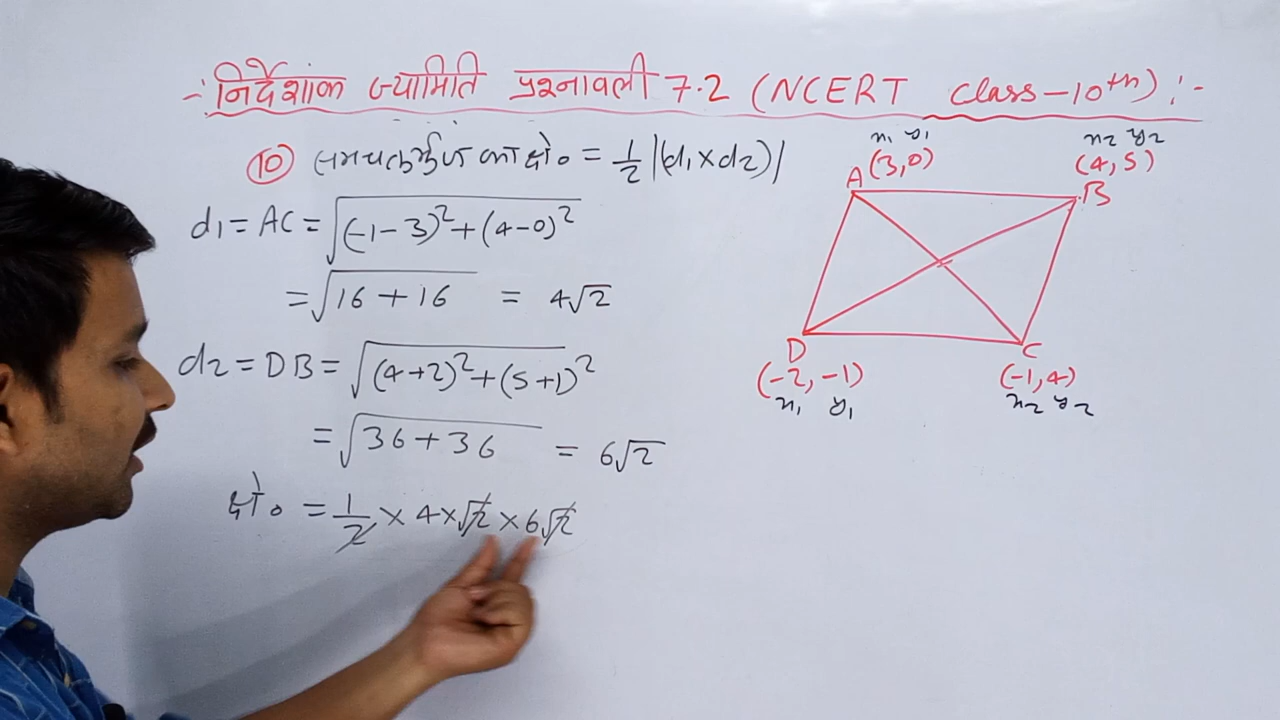 -: निर्देशांक ज्यामिति प्रश्नावली 7.2 (NCERT Class-10th) :-
10 समचतुर्भुज का क्षे० = 1/2 |(d1 × d2)|
d1 = AC = √((-1-3)² + (4-0)²)
= √(16 + 16) = 4√2
d2 = DB = √((4+2)² + (5+1)²)
= √(36 + 36) = 6√2
क्षे० = 1/2 × 4 × √2 × 6√2
x1 y1
A (3,0)
x2 y2
(4, 5)
B
D
(-2, -1)
x1 y1
C
(-1, 4)
x2 y2